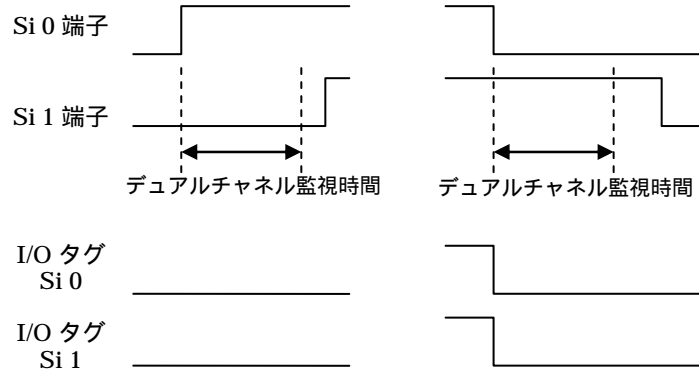 Si 0 端子
Si 1 端子
デュアルチャネル監視時間
デュアルチャネル監視時間
I/O タグ
Si 0
I/O タグ
Si 1